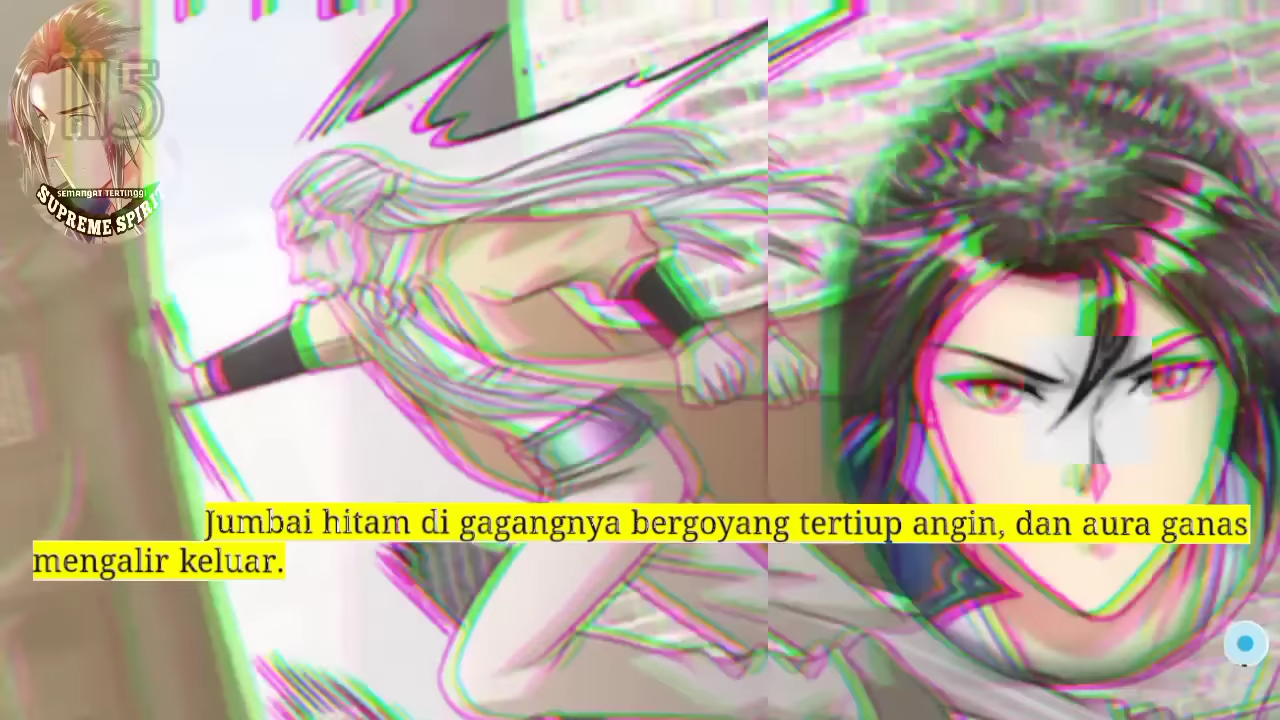 115
SEMANGAT TERTINGGI
SUPREME SPIRIT
Jumbai hitam di gagangnya bergoyang tertiup angin, dan aura ganas
mengalir keluar.